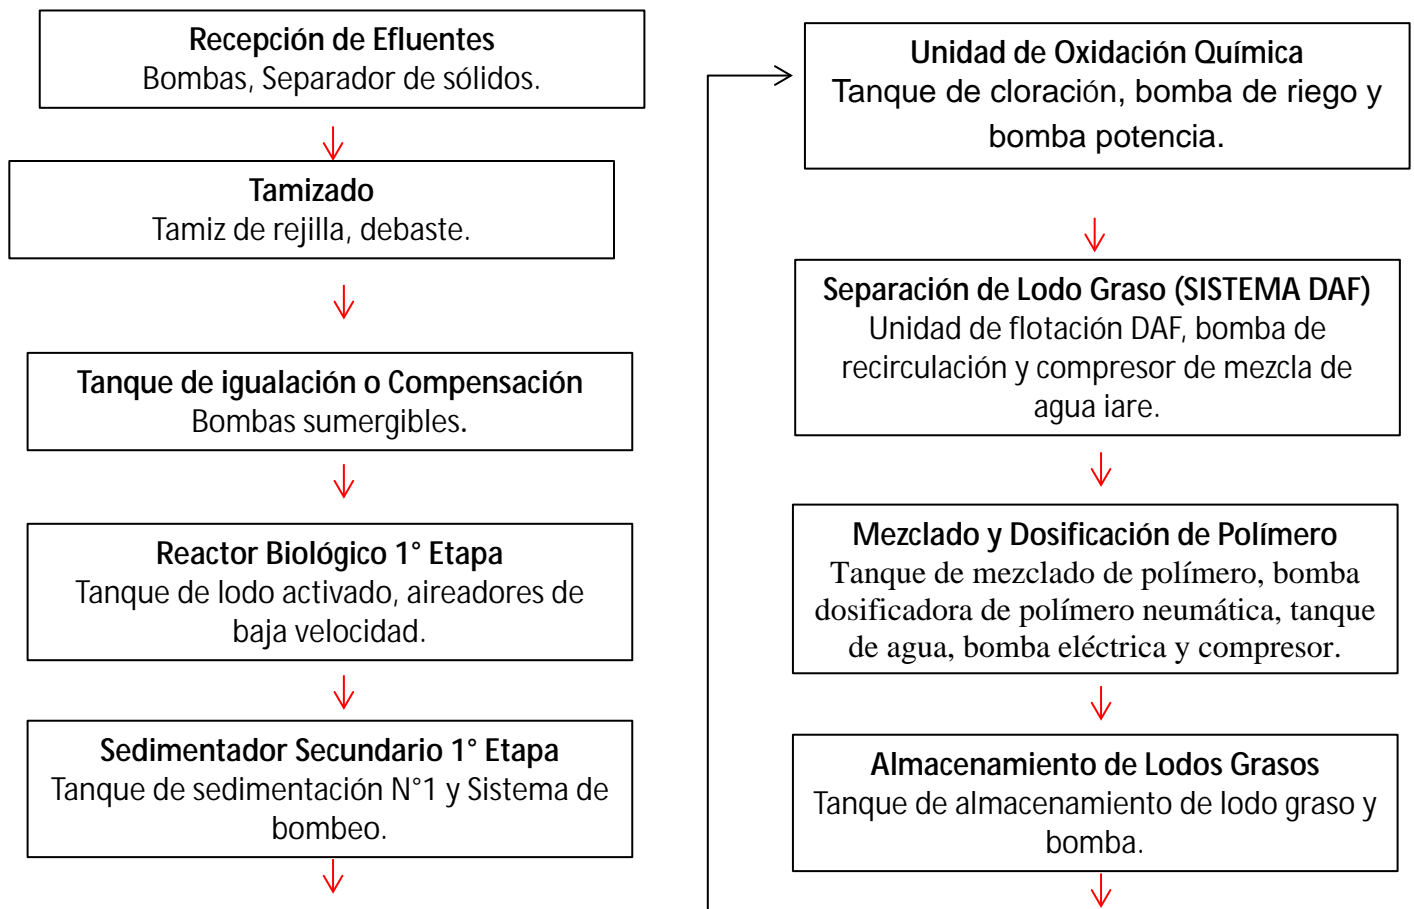 Recepción de Efluentes
Bombas, Separador de sólidos.
Tamizado
Tamiz de rejilla, debaste.
Tanque de igualación o Compensación
Bombas sumergibles.
Reactor Biológico 1° Etapa
Tanque de lodo activado, aireadores de
baja velocidad.
Sedimentador Secundario 1° Etapa
Tanque de sedimentación N°1 y Sistema de
bombeo.
Unidad de Oxidación Química
Tanque de cloración, bomba de riego y
bomba potencia.
Separación de Lodo Graso (SISTEMA DAF)
Unidad de flotación DAF, bomba de
recirculación y compresor de mezcla de
agua iare.
Mezclado y Dosificación de Polímero
Tanque de mezclado de polímero, bomba
dosificadora de polímero neumática, tanque
de agua, bomba eléctrica y compresor.
Almacenamiento de Lodos Grasos
Tanque de almacenamiento de lodo graso y
bomba.